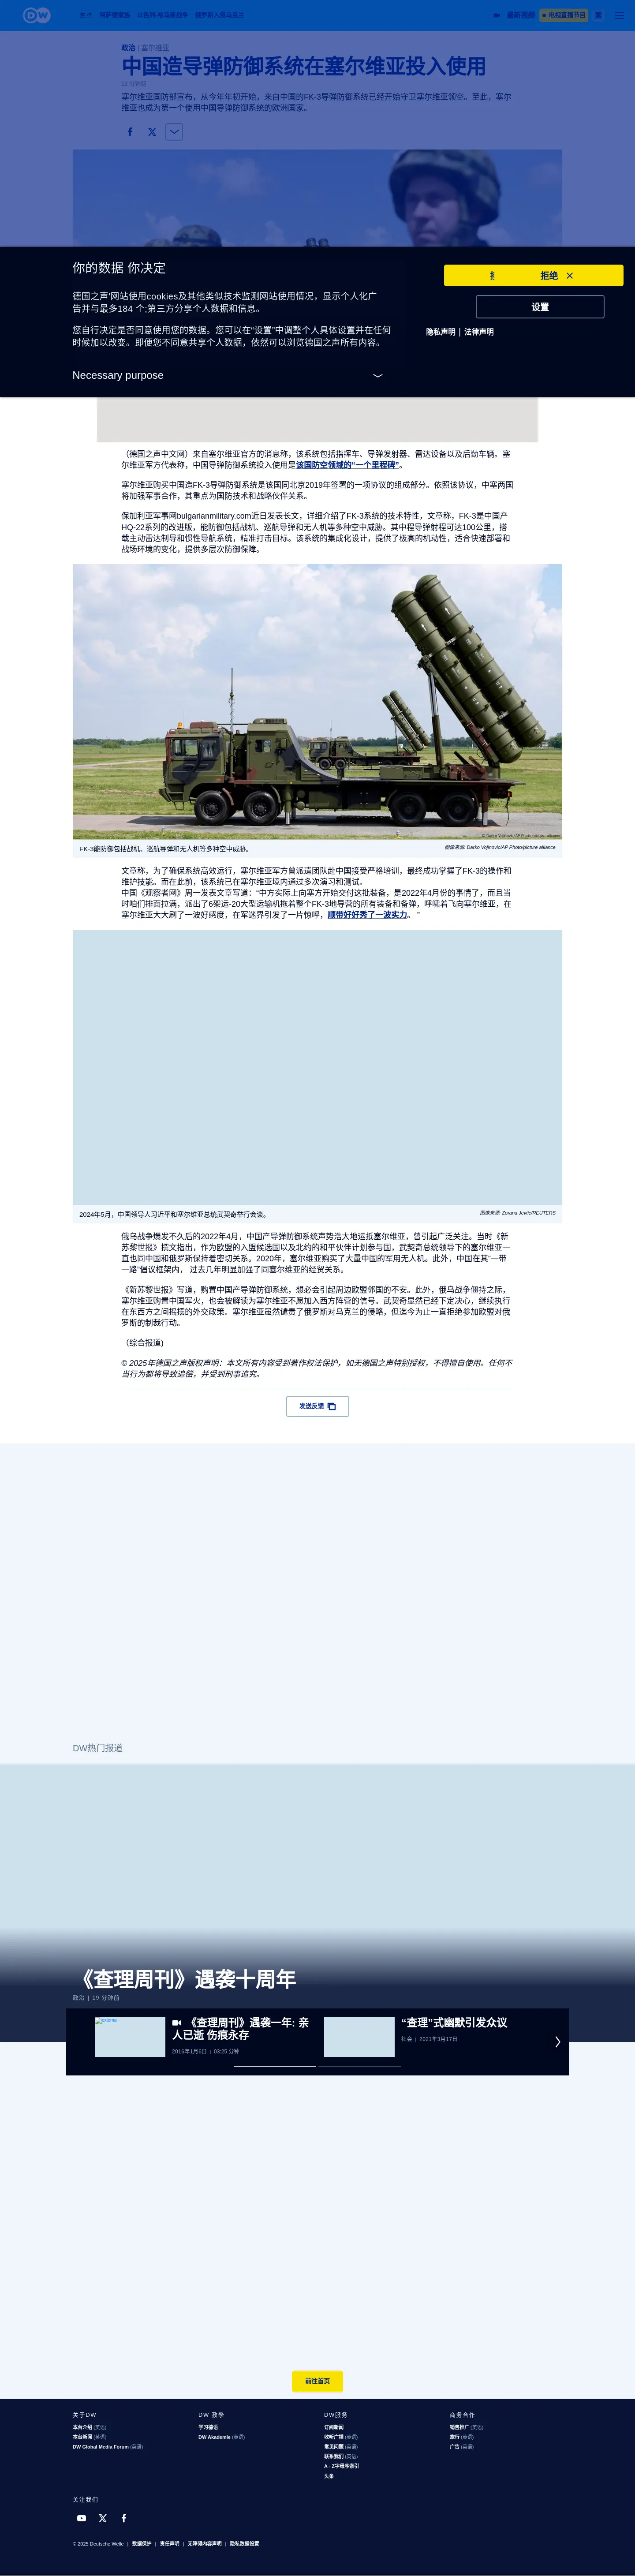 DW
焦点
阿萨德家族
以色列-哈马斯战争
俄罗斯入侵乌克兰
最新视频
电视直播节目
政治 | 塞尔维亚
中国造导弹防御系统在塞尔维亚投入使用
塞尔维亚国防部宣布，从今年年初开始，来自中国的FK-3导弹防御系统已经开始守卫塞尔维亚领空。至此，塞尔
维亚也成为第一个使用中国导弹防御系统的欧洲国家。
你的数据 你决定
拒绝
设置
德国之声'网站使用cookies及其他类似技术监测网站使用情况，显示个人化广
告并与最多184 个;第三方分享个人数据和信息。
隐私声明 | 法律声明
您自行决定是否同意使用您的数据。您可以在"设置"中调整个人具体设置并在任何
时候加以改变。即便您不同意共享个人数据，依然可以浏览德国之声所有内容。
Necessary purpose
（德国之声中文网）来自塞尔维亚官方的消息称，该系统包括指挥车、导弹发射器、雷达设备以及后勤车辆。塞
尔维亚军方代表称，中国导弹防御系统投入使用是该国防空领域的“一个里程碑”。
塞尔维亚购买中国造FK-3导弹防御系统是该国同北京2019年签署的一项协议的组成部分。依照该协议，中塞两国
将加强军事合作，其重点为国防技术和战略伙伴关系。
保加利亚军事网bulgarianmilitary.com近日发表长文，详细介绍了FK-3系统的技术特性，文章称，FK-3是中国产
HQ-22系列的改进版，能防御包括战机、巡航导弹和无人机等多种空中威胁。其中程导弹射程可达100公里，搭
载主动雷达制导和惯性导航系统，精准打击目标。该系统的集成化设计，提供了极高的机动性，适合快速部署和
战场环境的变化，提供多层次防御保障。
© Darko Vojinovic/AP Photo/picture alliance
FK-3能防御包括战机、巡航导弹和无人机等多种空中威胁。
图像来源: Darko Vojinovic/AP Photo/picture alliance
文章称，为了确保系统高效运行，塞尔维亚军方曾派遣团队赴中国接受严格培训，最终成功掌握了FK-3的操作和
维护技能。而在此前，该系统已在塞尔维亚境内通过多次演习和测试。
中国《观察者网》周一发表文章写道：“中方实际上向塞方开始交付这批装备，是2022年4月份的事情了，而且当
时咱们排面拉满，派出了6架运-20大型运输机拖着整个FK-3地导营的所有装备和备弹，呼啸着飞向塞尔维亚，在
塞尔维亚大大刷了一波好感度，在军迷界引发了一片惊呼，顺带好好秀了一波实力。 ”
2024年5月，中国领导人习近平和塞尔维亚总统武契奇举行会谈。
图像来源: Zorana Jevtic/REUTERS
俄乌战争爆发不久后的2022年4月，中国产导弹防御系统声势浩大地运抵塞尔维亚，曾引起广泛关注。当时《新
苏黎世报》撰文指出，作为欧盟的入盟候选国以及北约的和平伙伴计划参与国，武契奇总统领导下的塞尔维亚一
直也同中国和俄罗斯保持着密切关系。2020年，塞尔维亚购买了大量中国的军用无人机。此外，中国在其"一带
一路"倡议框架内， 过去几年明显加强了同塞尔维亚的经贸关系。
《新苏黎世报》写道，购置中国产导弹防御系统，想必会引起周边欧盟邻国的不安。此外，俄乌战争僵持之际，
塞尔维亚购置中国军火，也会被解读为塞尔维亚不愿加入西方阵营的信号。武契奇显然已经下定决心，继续执行
在东西方之间摇摆的外交政策。塞尔维亚虽然谴责了俄罗斯对乌克兰的侵略，但迄今为止一直拒绝参加欧盟对俄
罗斯的制裁行动。
（综合报道)
© 2025年德国之声版权声明：本文所有内容受到著作权法保护，如无德国之声特别授权，不得擅自使用。任何不
当行为都将导致追偿，并受到刑事追究。
发送反馈
DW热门报道
《查理周刊》遇袭十周年
政治 | 19 分钟前
external
《查理周刊》遇袭一年: 亲
人已逝 伤痕永存
2016年1月6日 | 03:25 分钟
“查理”式幽默引发众议
社会 | 2021年3月17日
前往首页
关于DW
本台介绍 (英语)
本台新闻 (英语)
DW Global Media Forum (英语)
DW 教学
学习德语
DW Akademie (英语)
DW服务
订阅新闻
收听广播 (英语)
常见问题 (英语)
联系我们 (英语)
A - Z字母序索引
头条
商务合作
销售推广 (英语)
旅行 (英语)
广告 (英语)
关注我们
© 2025 Deutsche Welle | 数据保护 | 责任声明 | 无障碍内容声明 | 隐私数据设置